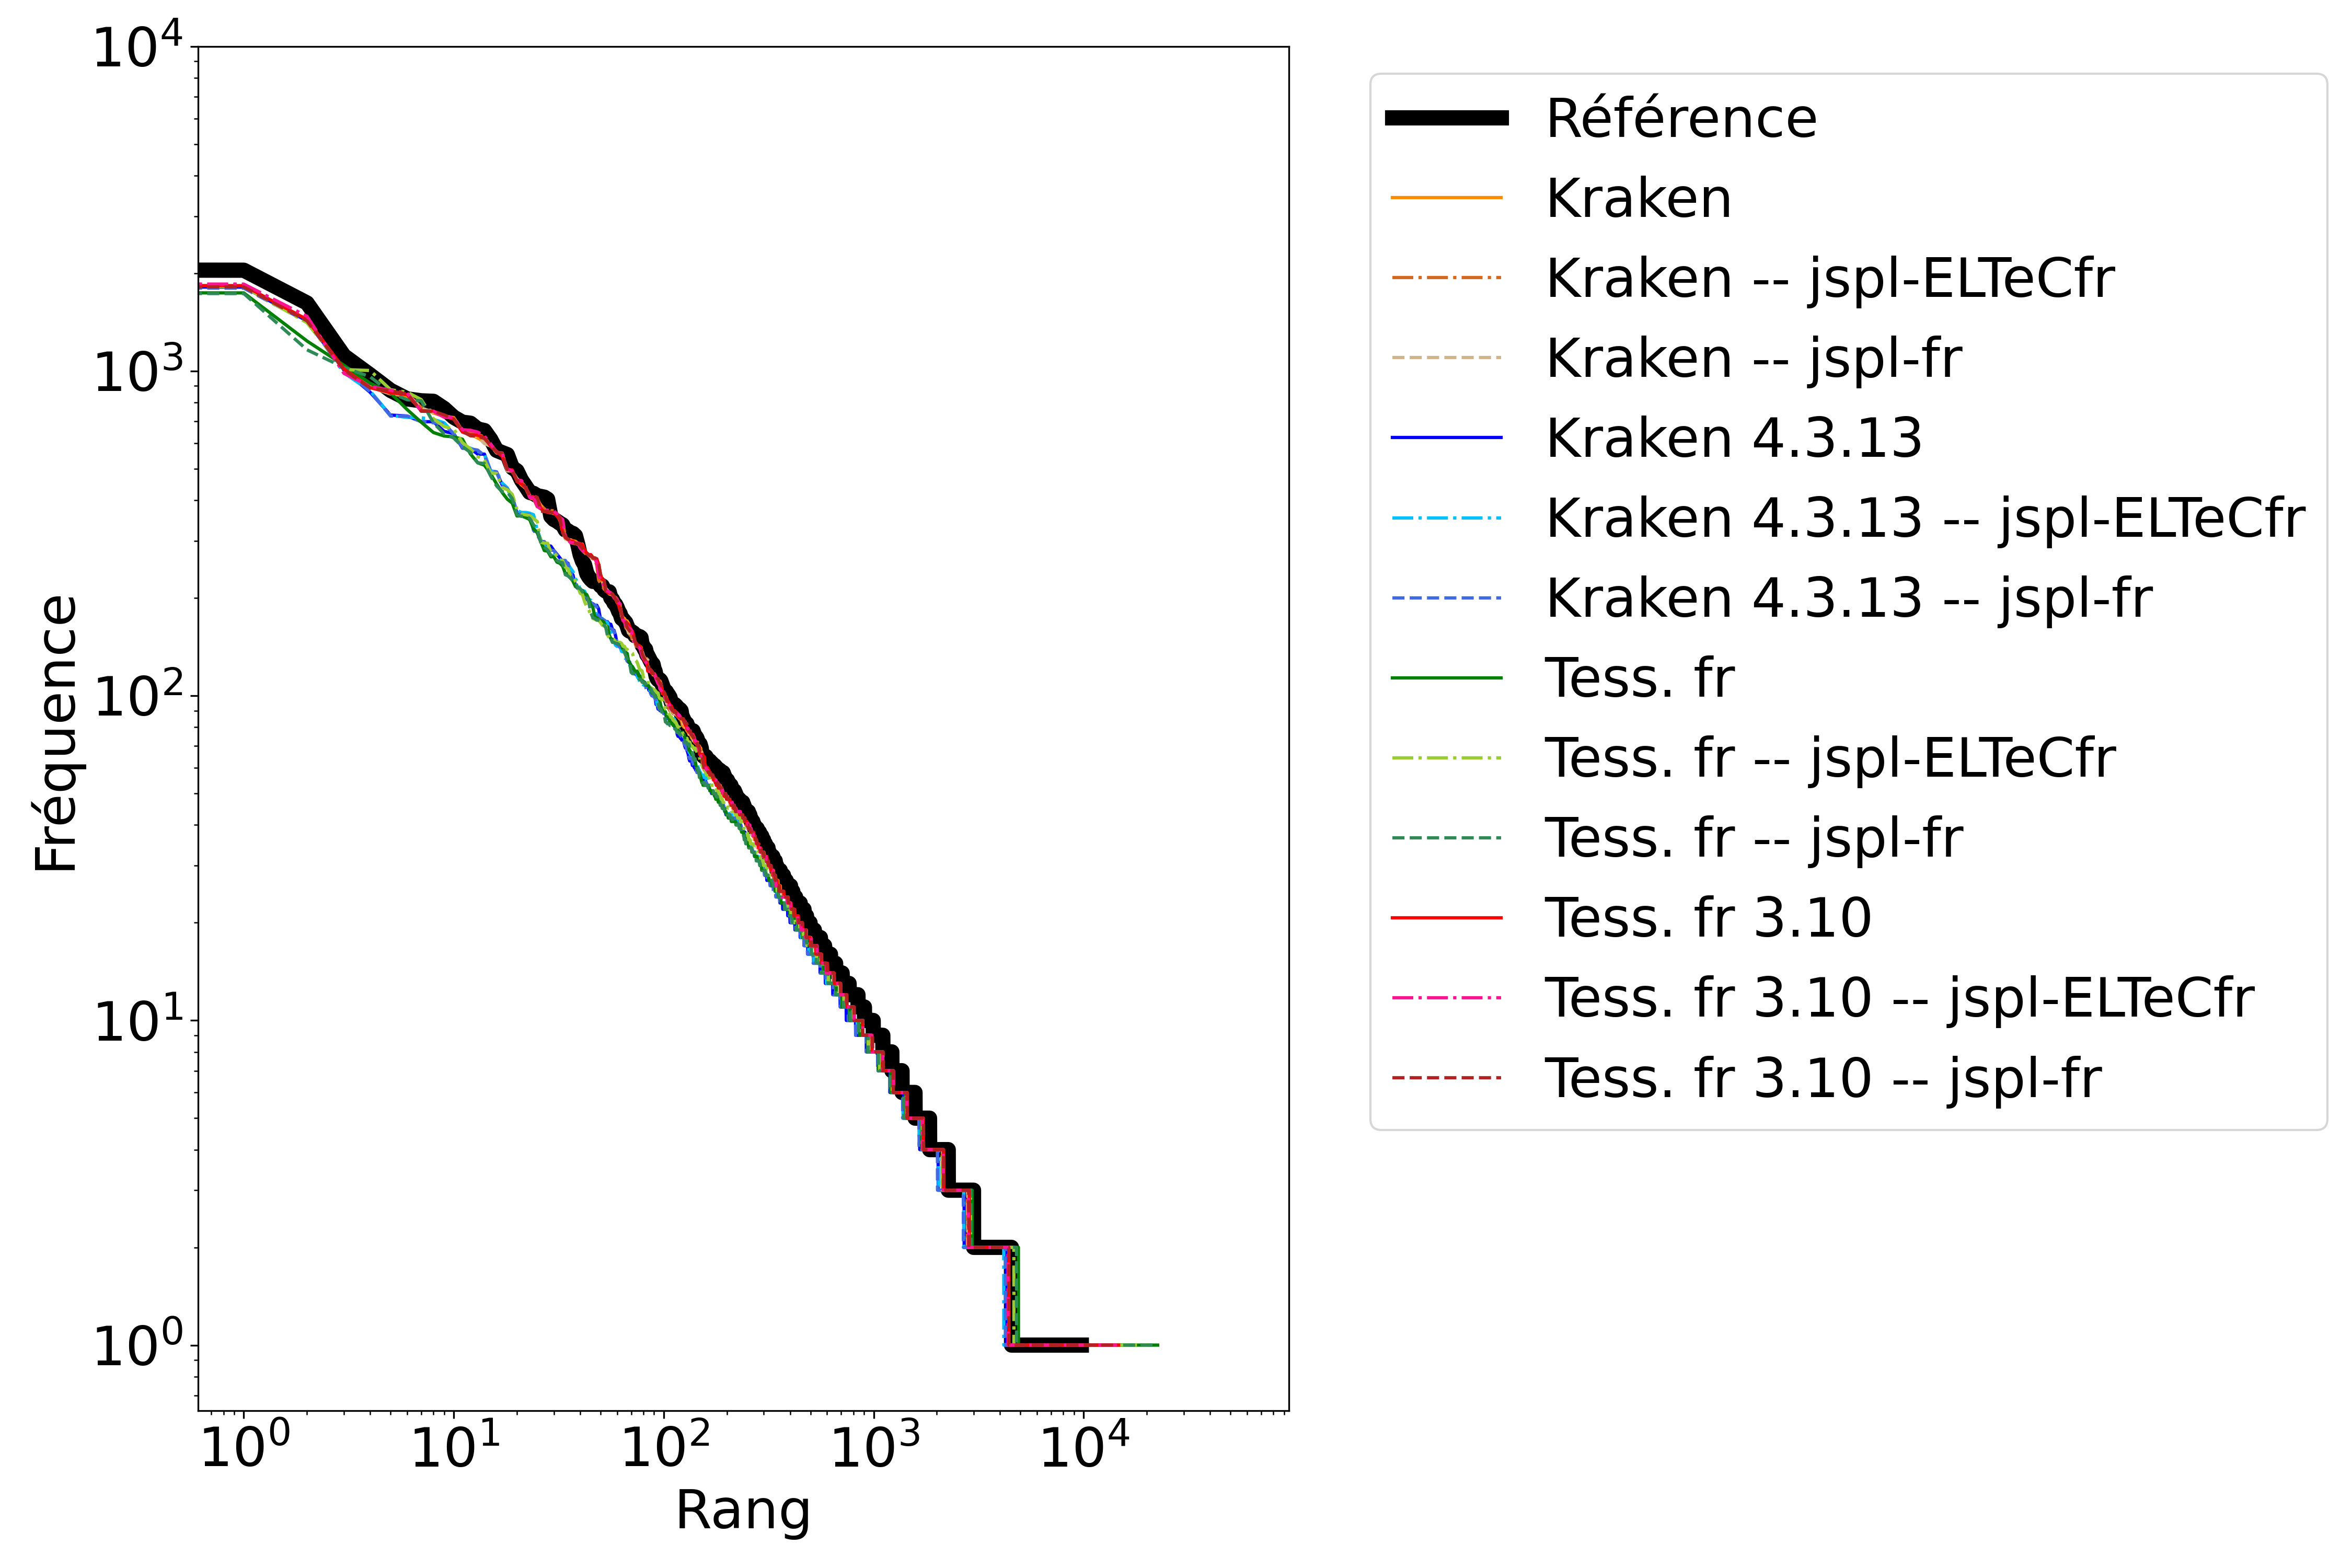 10⁴
10³
10²
10¹
10⁰
Fréquence
10⁰ 10¹ 10² 10³ 10⁴
Rang
Référence
Kraken
Kraken -- jspl-ELTeCfr
Kraken -- jspl-fr
Kraken 4.3.13
Kraken 4.3.13 -- jspl-ELTeCfr
Kraken 4.3.13 -- jspl-fr
Tess. fr
Tess. fr -- jspl-ELTeCfr
Tess. fr -- jspl-fr
Tess. fr 3.10
Tess. fr 3.10 -- jspl-ELTeCfr
Tess. fr 3.10 -- jspl-fr